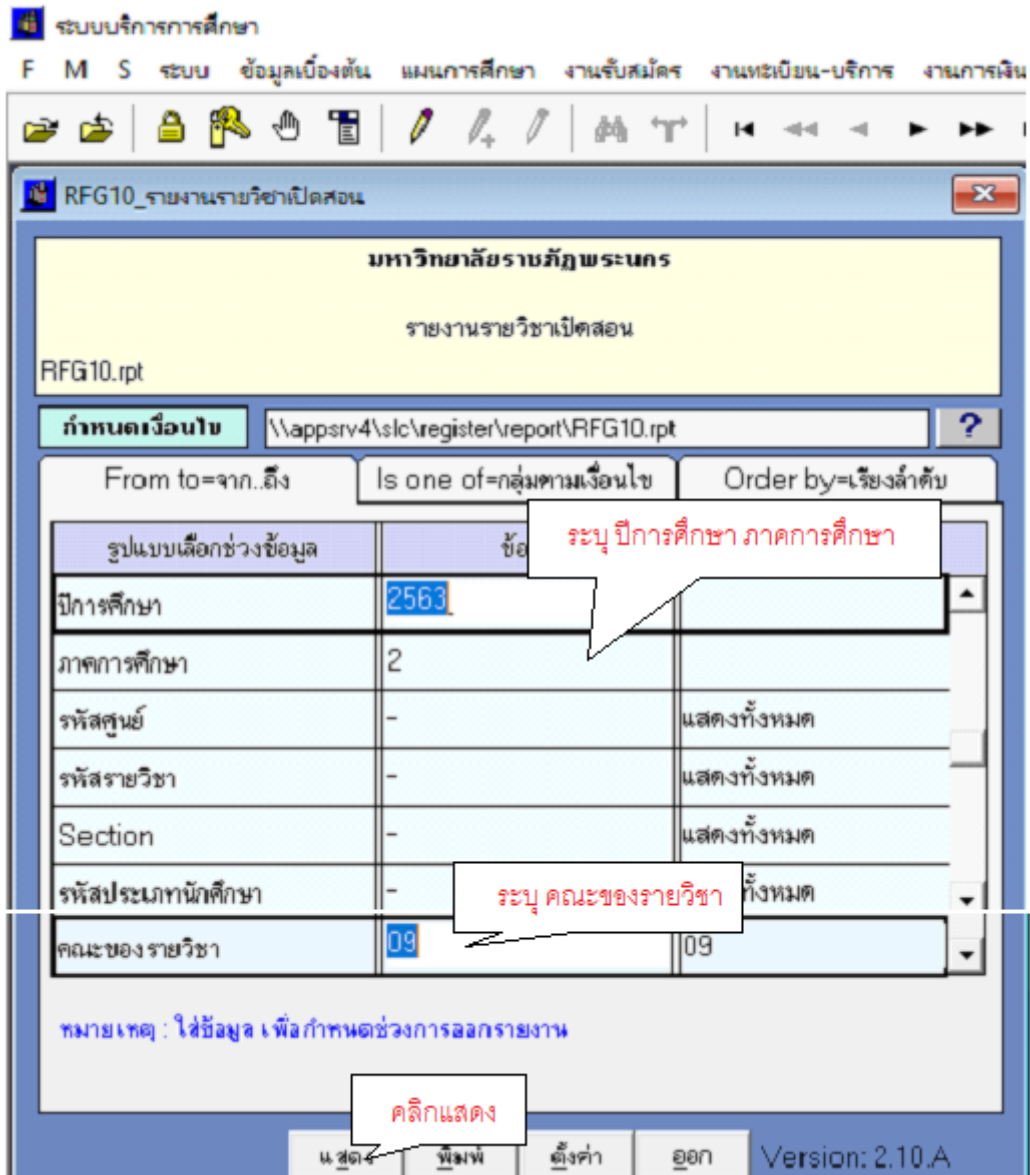 ระบบบริการการศึกษา
F M S ระบบ ข้อมูลเบื้องต้น แผนการศึกษา งานรับสมัคร งานทะเบียน-บริการ งานการเงิน
RFG10_รายงานรายวิชาเปิดสอน
มหาวิทยาลัยราชภัฏพระนคร
รายงานรายวิชาเปิดสอน
RFG10.rpt
กำหนดเงื่อนไข \\appsrv4\slc\register\report\RFG10.rpt ?
From to=จาก..ถึง Is one of=กลุ่มตามเงื่อนไข Order by=เรียงลำดับ
ระบุ ปีการศึกษา ภาคการศึกษา
รูปแบบเลือกช่วงข้อมูล
ปีการศึกษา 2563
ภาคการศึกษา 2
รหัสศูนย์ - แสดงทั้งหมด
รหัสรายวิชา - แสดงทั้งหมด
Section - แสดงทั้งหมด
รหัสประเภทนักศึกษา - ทั้งหมด
ระบุ คณะของรายวิชา
คณะของรายวิชา 09 09
หมายเหตุ : ใส่ข้อมูล เพื่อกำหนดช่วงการออกรายงาน
คลิกแสดง
แสดง พิมพ์ ตั้งค่า ออก Version: 2.10.A